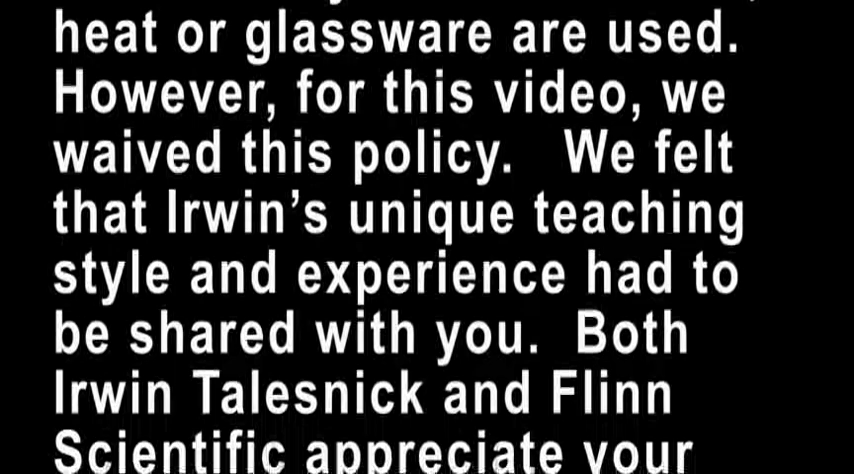 heat or glassware are used.
However, for this video, we
waived this policy. We felt
that Irwin's unique teaching
style and experience had to
be shared with you. Both
Irwin Talesnick and Flinn
Scientific appreciate your